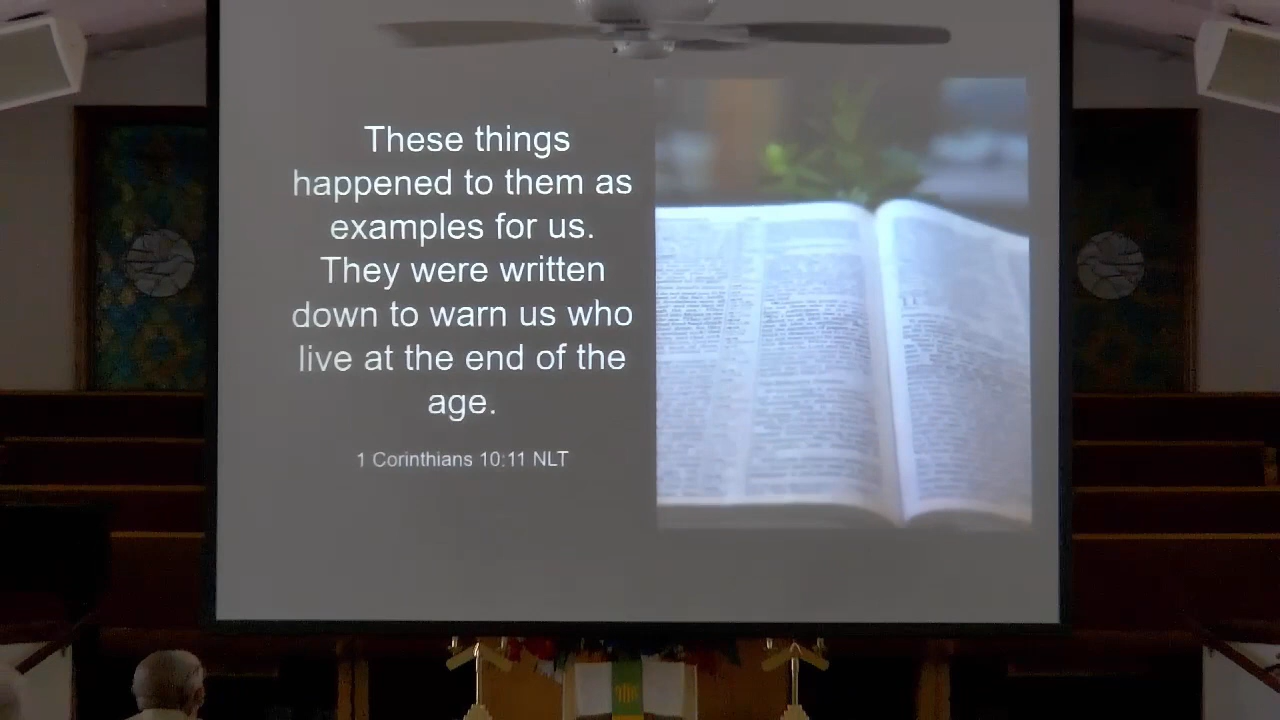 These things
happened to them as
examples for us.
They were written
down to warn us who
live at the end of the
age.
1 Corinthians 10:11 NLT